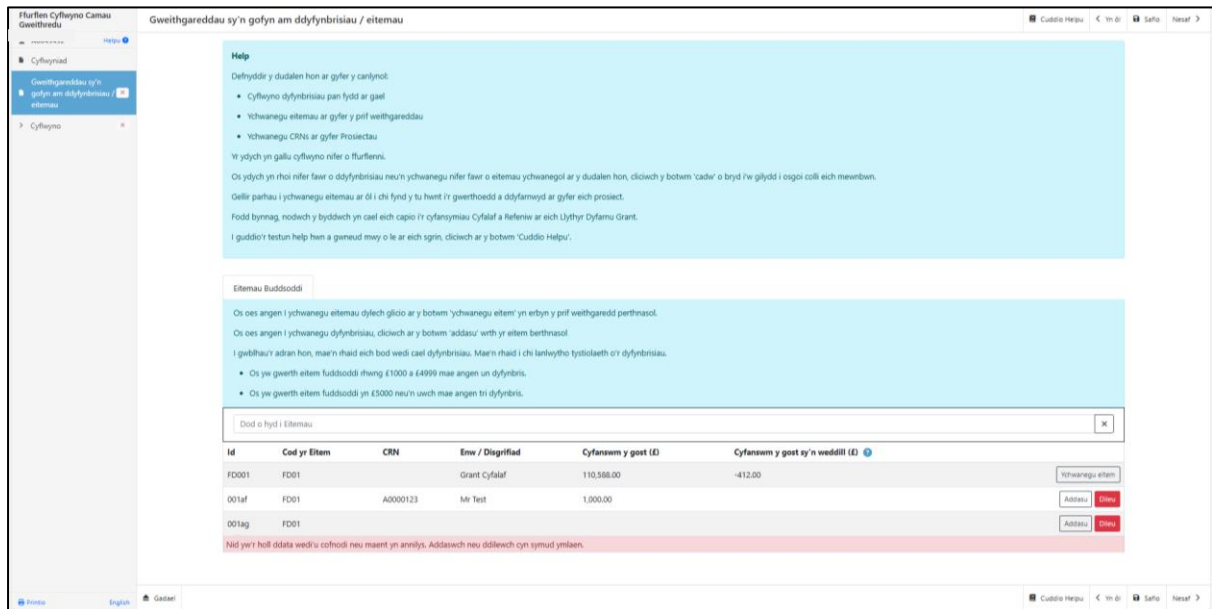 Ffurflen Cyflwyno Camau
Gweithredu
Helpu
Cyflwyniad
Gweithgareddau sy'n
gofyn am ddyfynbrisiau /
eitemau
Cyflwyno
Gweithgareddau sy'n gofyn am ddyfynbrisiau / eitemau
Cuddio Helpu Yn ôl Safio Nesaf
Help
Defnyddir y dudalen hon ar gyfer y canlynol:
• Cyflwyno dyfynbrisiau pan fydd ar gael
• Ychwanegu eitemau ar gyfer y prif weithgareddau
• Ychwanegu CRNs ar gyfer Prosiectau
Yr ydych yn gallu cyflwyno nifer o ffurflenni.
Os ydych yn rhoi nifer fawr o ddyfynbrisiau neu'n ychwanegu nifer fawr o eitemau ychwanegol ar y dudalen hon, cliciwch y botwm 'cadw' o bryd i'w gilydd i osgoi colli eich mewnbwn.
Gellir parhau i ychwanegu eitemau ar ôl i chi fynd y tu hwnt i'r gwerthoedd a ddyfarnwyd ar gyfer eich prosiect.
Fodd bynnag, nodwch y byddwch yn cael eich capio i'r cyfansymiau Cyfalaf a Refeniw ar eich Llythyr Dyfarnu Grant.
I guddio'r testun help hwn a gwneud mwy o le ar eich sgrin, cliciwch ar y botwm 'Cuddio Helpu'.
Eitemau Buddsoddi
Os oes angen I ychwanegu eitemau dylech glicio ar y botwm 'ychwanegu eitem' yn erbyn y prif weithgaredd perthnasol.
Os oes angen I ychwanegu dyfynbrisiau, cliciwch ar y botwm 'addasu' wrth yr eitem berthnasol
I gwblhau'r adran hon, mae'n rhaid eich bod wedi cael dyfynbrisiau. Mae'n rhaid i chi lanlwytho tystiolaeth o'r dyfynbrisiau.
• Os yw gwerth eitem fuddsoddi rhwng £1000 a £4999 mae angen un dyfynbris.
• Os yw gwerth eitem fuddsoddi yn £5000 neu'n uwch mae angen tri dyfynbris.
Dod o hyd i Eitemau
Id Cod yr Eitem CRN Enw / Disgrifiad Cyfanswm y gost (£) Cyfanswm y gost sy'n weddill (£)
FD001 FD01 Grant Cyfalaf 110,588.00 -412.00 Ychwanegu eitem
001af FD01 A0000123 Mr Test 1,000.00 Addasu Dileu
001ag FD01 Addasu Dileu
Nid yw'r holl ddata wedi'u cofnodi neu maent yn annilys. Addaswch neu ddilewch cyn symud ymlaen.
Printio English Gadael Cuddio Helpu Yn ôl Safio Nesaf